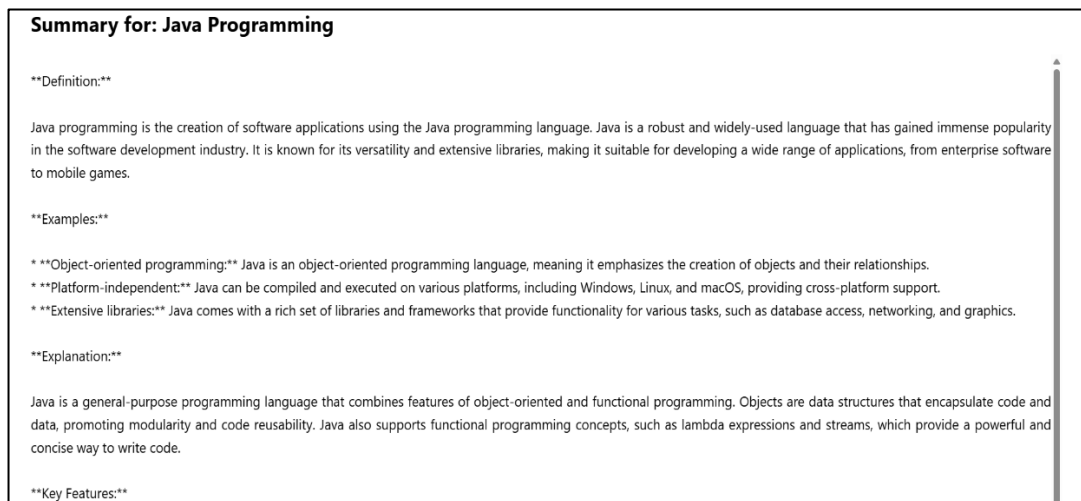 Summary for: Java Programming
**Definition:**
Java programming is the creation of software applications using the Java programming language. Java is a robust and widely-used language that has gained immense popularity
in the software development industry. It is known for its versatility and extensive libraries, making it suitable for developing a wide range of applications, from enterprise software
to mobile games.
**Examples:**
* **Object-oriented programming:** Java is an object-oriented programming language, meaning it emphasizes the creation of objects and their relationships.
* **Platform-independent:** Java can be compiled and executed on various platforms, including Windows, Linux, and macOS, providing cross-platform support.
* **Extensive libraries:** Java comes with a rich set of libraries and frameworks that provide functionality for various tasks, such as database access, networking, and graphics.
**Explanation:**
Java is a general-purpose programming language that combines features of object-oriented and functional programming. Objects are data structures that encapsulate code and
data, promoting modularity and code reusability. Java also supports functional programming concepts, such as lambda expressions and streams, which provide a powerful and
concise way to write code.
**Key Features:**